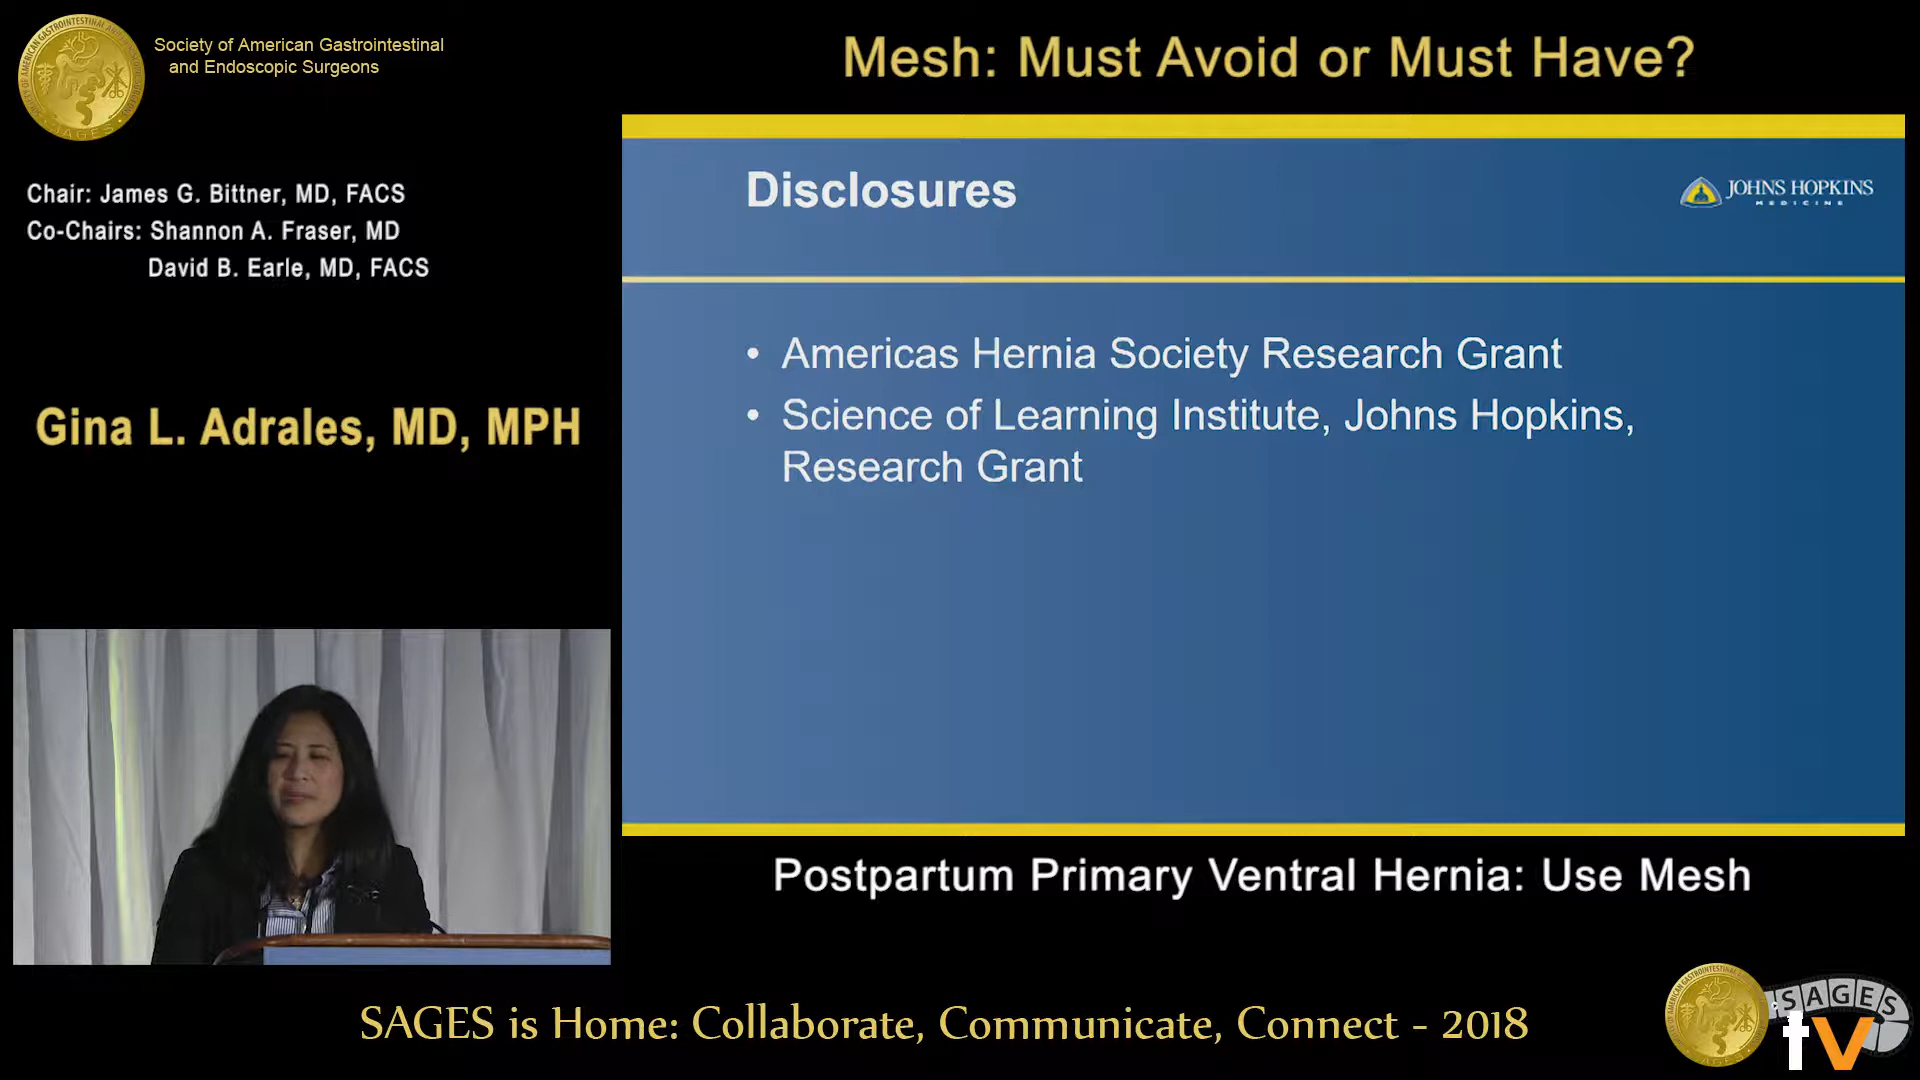 Society of American Gastrointestinal
and Endoscopic Surgeons
Mesh: Must Avoid or Must Have?
Chair: James G. Bittner, MD, FACS
Co-Chairs: Shannon A. Fraser, MD
David B. Earle, MD, FACS
Gina L. Adrales, MD, MPH
Disclosures
JOHNS HOPKINS
MEDICINE
• Americas Hernia Society Research Grant
• Science of Learning Institute, Johns Hopkins,
Research Grant
Postpartum Primary Ventral Hernia: Use Mesh
SAGES is Home: Collaborate, Communicate, Connect - 2018
SAGES
tv